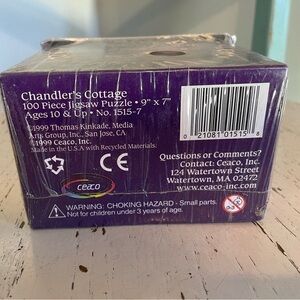 Chandler's Cottage
100 Piece Jigsaw Puzzle • 9" x 7"
Ages 10 & Up • No. 1515-7
©1999 Thomas Kinkade, Media
Arts Group, Inc., San Jose, CA
©1999 Ceaco, Inc.
Made in the U.S.A with Recycled Materials.
CE
ceaco
0 21081 01515 8
Questions or Comments?
Contact: Ceaco, Inc.
124 Watertown Street
Watertown, MA 02472
www.ceaco-inc.com
⚠ WARNING: CHOKING HAZARD - Small parts.
Not for children under 3 years of age.
0-3